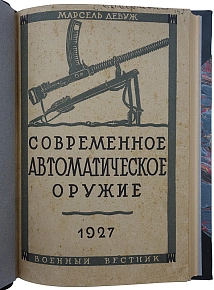 МАРСЕЛЬ ДЕВУЖ
СОВРЕМЕННОЕ
АВТОМАТИЧЕСКОЕ
ОРУЖИЕ
1927
ВОЕННЫЙ ВЕСТНИК